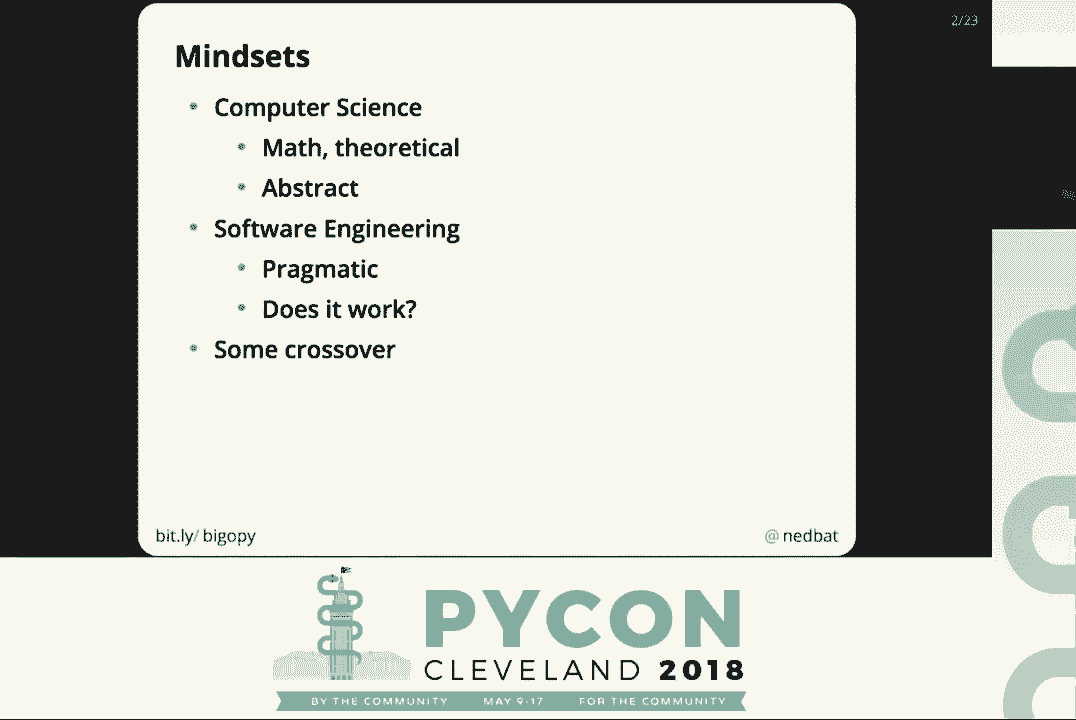 2/23
Mindsets
Computer Science
Math, theoretical
Abstract
Software Engineering
Pragmatic
Does it work?
Some crossover
bit.ly/bigopy
@nedbat
PYCON
CLEVELAND 2018
BY THE COMMUNITY MAY 9-17 FOR THE COMMUNITY